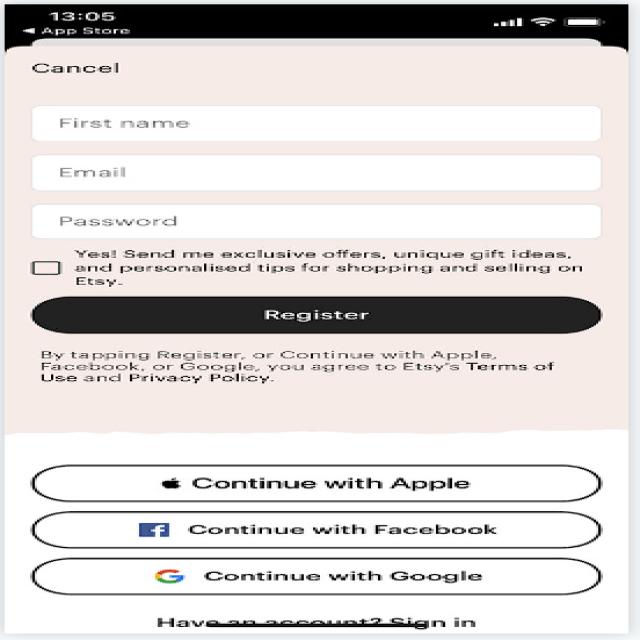 13:05
App Store
Cancel
First name
Email
Password
Yes! Send me exclusive offers, unique gift ideas,
and personalised tips for shopping and selling on
Etsy.
Register
By tapping Register, or Continue with Apple,
Facebook, or Google, you agree to Etsy's Terms of
Use and Privacy Policy.
Continue with Apple
Continue with Facebook
Continue with Google
Have an account? Sign in